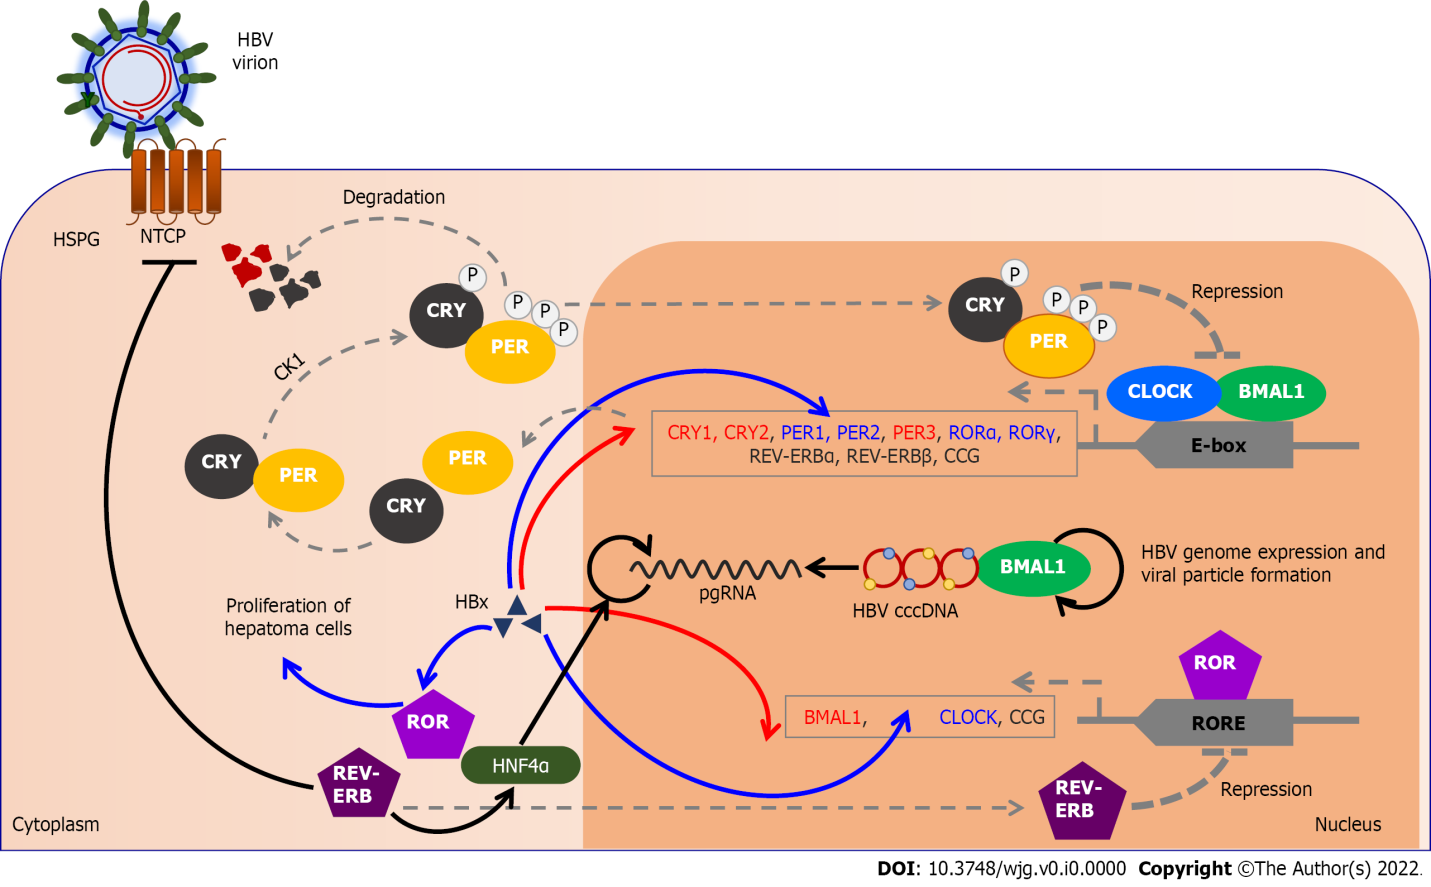 HBV
virion
Degradation
HSPG
NTCP
P
CRY
P
P
P
PER
P
CRY
P
P
P
PER
Repression
CK1
CLOCK
BMAL1
E-box
CRY1, CRY2, PER1, PER2, PER3, RORα, RORγ,
REV-ERBα, REV-ERBβ, CCG
CRY
PER
PER
CRY
pgRNA
HBV cccDNA
BMAL1
HBV genome expression and
viral particle formation
HBx
Proliferation of
hepatoma cells
ROR
ROR
BMAL1, CLOCK, CCG
RORE
HNF4α
REV-
ERB
REV-
ERB
Repression
Cytoplasm
Nucleus
DOI: 10.3748/wjg.v0.i0.0000 Copyright ©The Author(s) 2022.